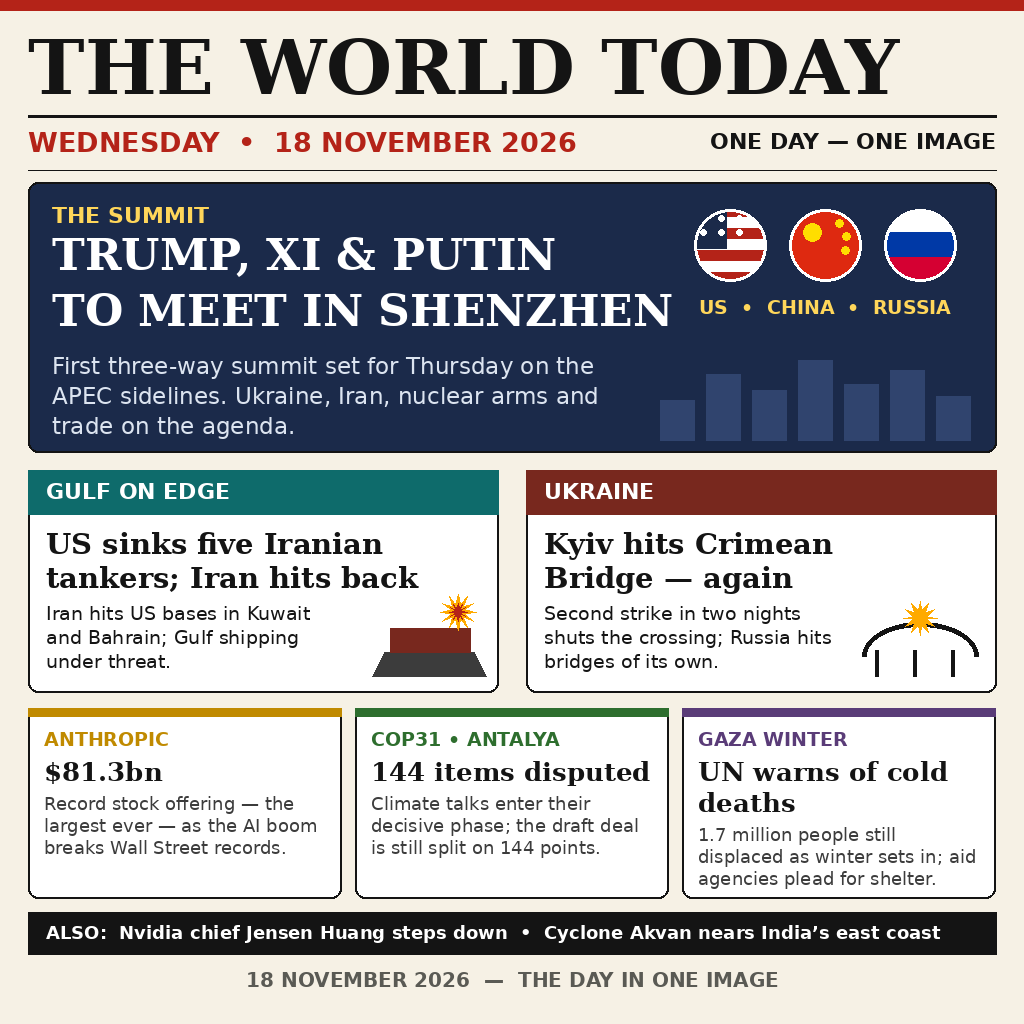 THE WORLD TODAY
WEDNESDAY • 18 NOVEMBER 2026
ONE DAY — ONE IMAGE
THE SUMMIT
TRUMP, XI & PUTIN
TO MEET IN SHENZHEN
US • CHINA • RUSSIA
First three-way summit set for Thursday on the
APEC sidelines. Ukraine, Iran, nuclear arms and
trade on the agenda.
GULF ON EDGE
US sinks five Iranian
tankers; Iran hits back
Iran hits US bases in Kuwait
and Bahrain; Gulf shipping
under threat.
UKRAINE
Kyiv hits Crimean
Bridge — again
Second strike in two nights
shuts the crossing; Russia hits
bridges of its own.
ANTHROPIC
$81.3bn
Record stock offering — the
largest ever — as the AI boom
breaks Wall Street records.
COP31 • ANTALYA
144 items disputed
Climate talks enter their
decisive phase; the draft deal
is still split on 144 points.
GAZA WINTER
UN warns of cold
deaths
1.7 million people still
displaced as winter sets in; aid
agencies plead for shelter.
ALSO: Nvidia chief Jensen Huang steps down • Cyclone Akvan nears India’s east coast
18 NOVEMBER 2026 — THE DAY IN ONE IMAGE